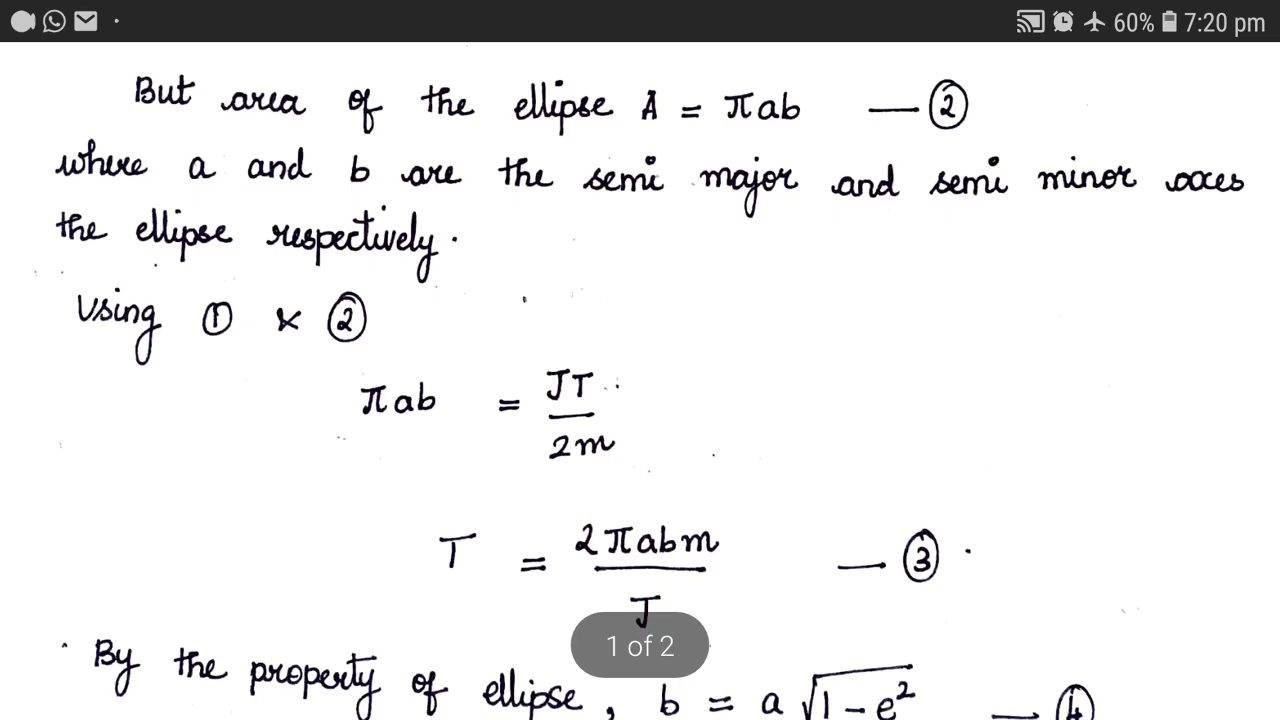 60% 7:20 pm
But area of the ellipse A = πab — ②
where a and b are the semi major and semi minor axes
the ellipse respectively.
Using ① & ②
πab = JT / 2m
T = 2πabm / J — ③
1 of 2
By the property of ellipse, b = a √1 - e² — ④